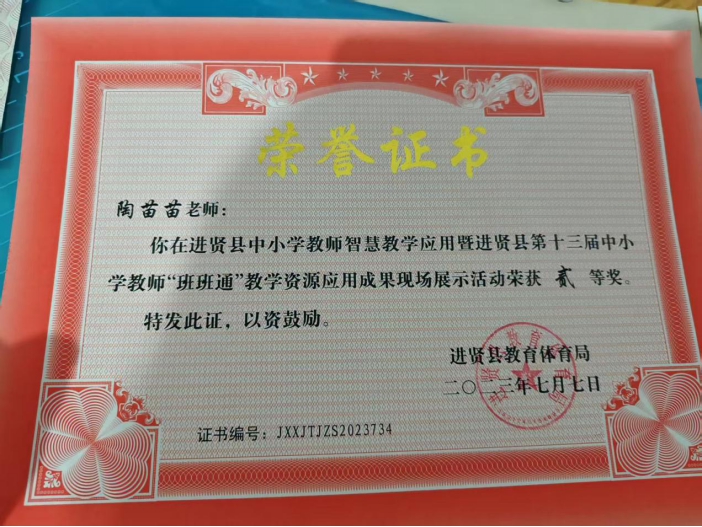 荣誉证书
陶苗苗老师：
你在进贤县中小学教师智慧教学应用暨进贤县第十三届中小
学教师“班班通”教学资源应用成果现场展示活动荣获 贰 等奖。
特发此证，以资鼓励。
进贤县教育体育局
二〇二三年七月七日
证书编号：JXXJTJZS2023734